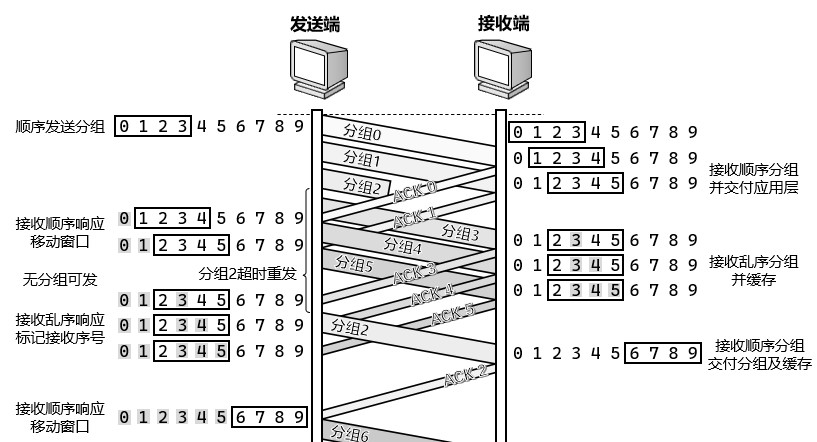 发送端
接收端
顺序发送分组
0 1 2 3 4 5 6 7 8 9
分组0
0 1 2 3 4 5 6 7 8 9
分组1
0 1 2 3 4 5 6 7 8 9
接收顺序分组
并交付应用层
分组2
ACK 0
0 1 2 3 4 5 6 7 8 9
接收顺序响应
移动窗口
0 1 2 3 4 5 6 7 8 9
ACK 1
0 1 2 3 4 5 6 7 8 9
分组3
分组4
0 1 2 3 4 5 6 7 8 9
接收乱序分组
并缓存
0 1 2 3 4 5 6 7 8 9
分组5
无分组可发
分组2超时重发
ACK 3
0 1 2 3 4 5 6 7 8 9
ACK 4
0 1 2 3 4 5 6 7 8 9
接收乱序响应
标记接收序号
0 1 2 3 4 5 6 7 8 9
ACK 5
分组2
0 1 2 3 4 5 6 7 8 9
0 1 2 3 4 5 6 7 8 9
接收顺序分组
交付分组及缓存
ACK 2
接收顺序响应
移动窗口
0 1 2 3 4 5 6 7 8 9
分组6